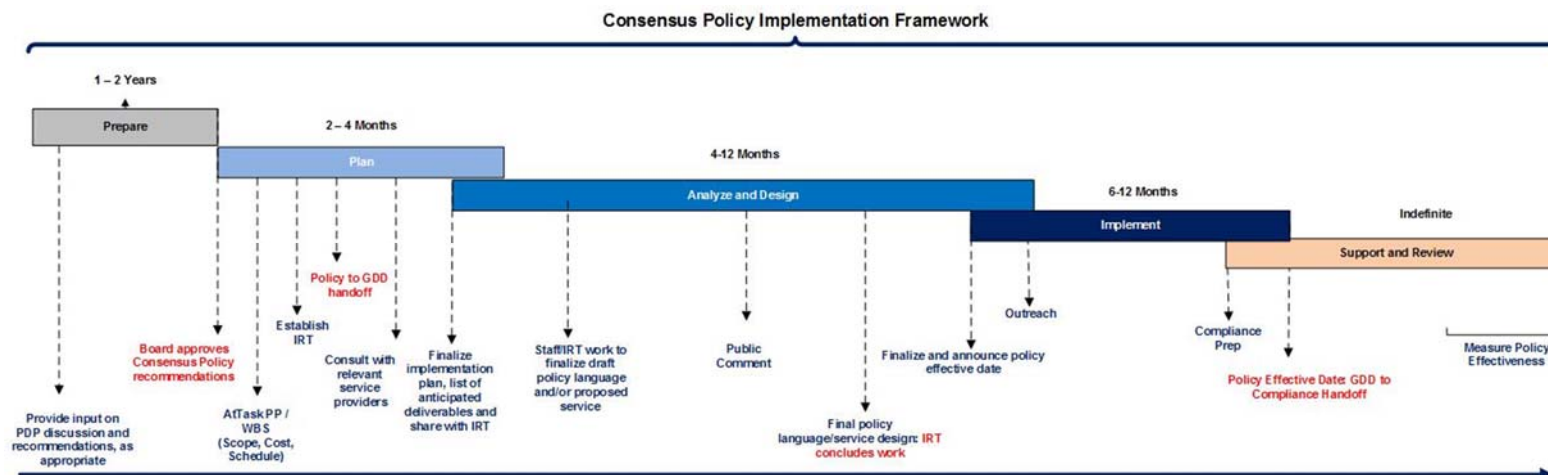 Consensus Policy Implementation Framework
1 – 2 Years
Prepare
2 – 4 Months
Plan
4-12 Months
Analyze and Design
6-12 Months
Implement
Indefinite
Support and Review
Provide input on
PDP discussion and
recommendations, as
appropriate
Board approves
Consensus Policy
recommendations
AtTask PP /
WBS
(Scope, Cost,
Schedule)
Establish
IRT
Policy to GDD
handoff
Consult with
relevant
service
providers
Finalize
implementation
plan, list of
anticipated
deliverables and
share with IRT
Staff/IRT work to
finalize draft
policy language
and/or proposed
service
Public
Comment
Final policy
language/service design: IRT
concludes work
Finalize and announce policy
effective date
Outreach
Compliance
Prep
Policy Effective Date: GDD to
Compliance Handoff
Measure Policy
Effectiveness